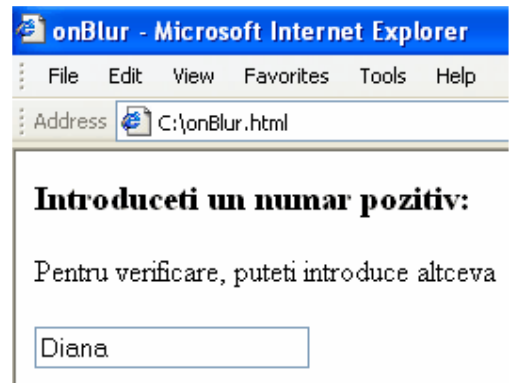 onBlur - Microsoft Internet Explorer
File Edit View Favorites Tools Help
Address C:\onBlur.html
Introduceti un numar pozitiv:
Pentru verificare, puteti introduce altceva
Diana